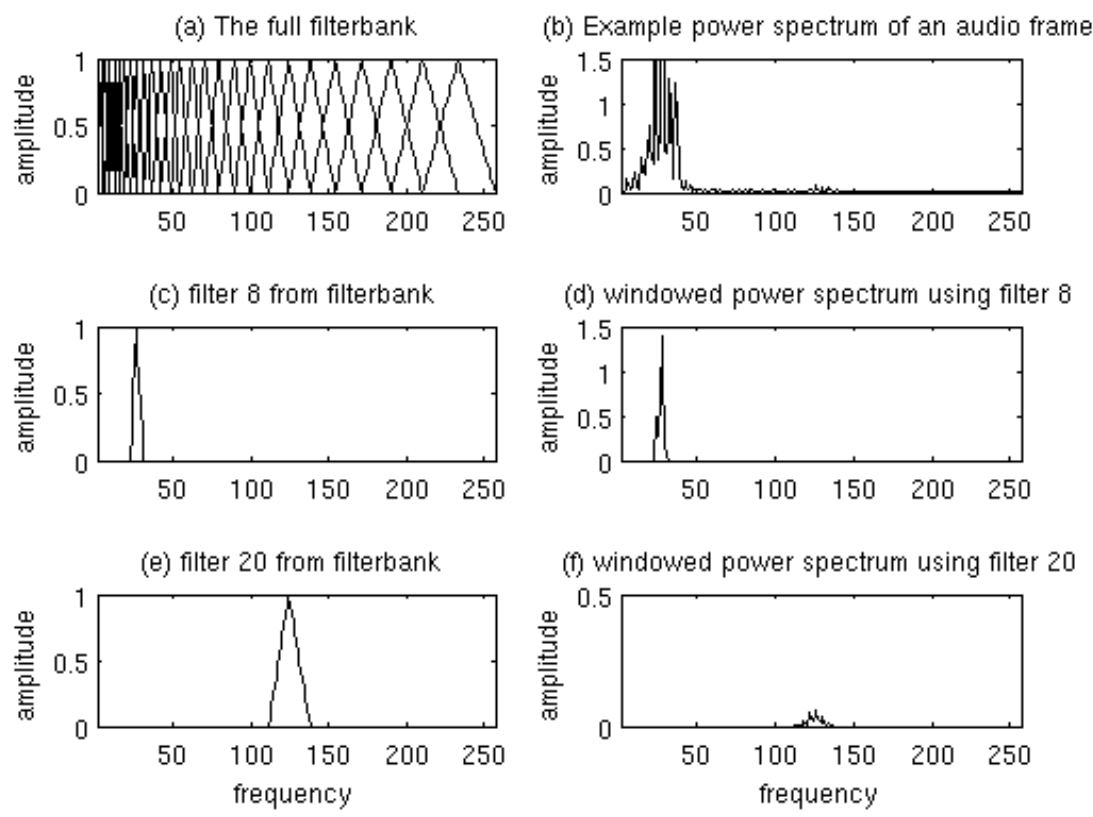 (a) The full filterbank
amplitude
1
0.5
0
50 100 150 200 250
(b) Example power spectrum of an audio frame
amplitude
1.5
1
0.5
0
50 100 150 200 250
(c) filter 8 from filterbank
amplitude
1
0.5
0
50 100 150 200 250
(d) windowed power spectrum using filter 8
amplitude
1.5
1
0.5
0
50 100 150 200 250
(e) filter 20 from filterbank
amplitude
1
0.5
0
50 100 150 200 250
frequency
(f) windowed power spectrum using filter 20
amplitude
0.5
0
50 100 150 200 250
frequency